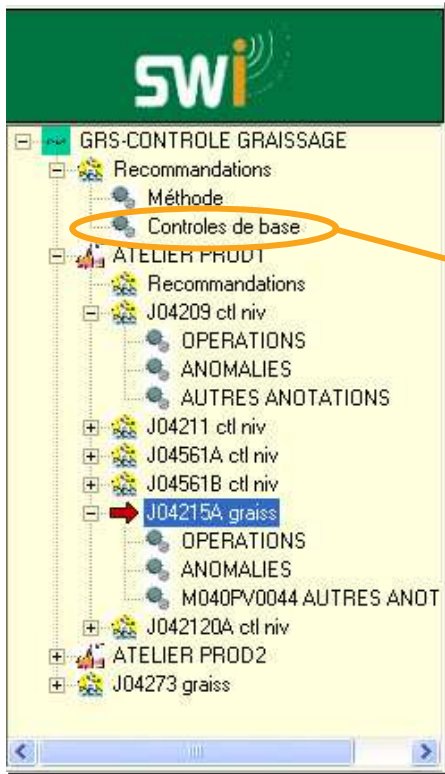 SWi
GRS-CONTROLE GRAISSAGE
Recommandations
Méthode
Controles de base
ATELIER PROD1
Recommandations
J04209 ctl niv
OPERATIONS
ANOMALIES
AUTRES ANOTATIONS
J04211 ctl niv
J04561A ctl niv
J04561B ctl niv
J04215A graiss
OPERATIONS
ANOMALIES
M040PV0044 AUTRES ANOT
J042120A ctl niv
ATELIER PROD2
J04273 graiss